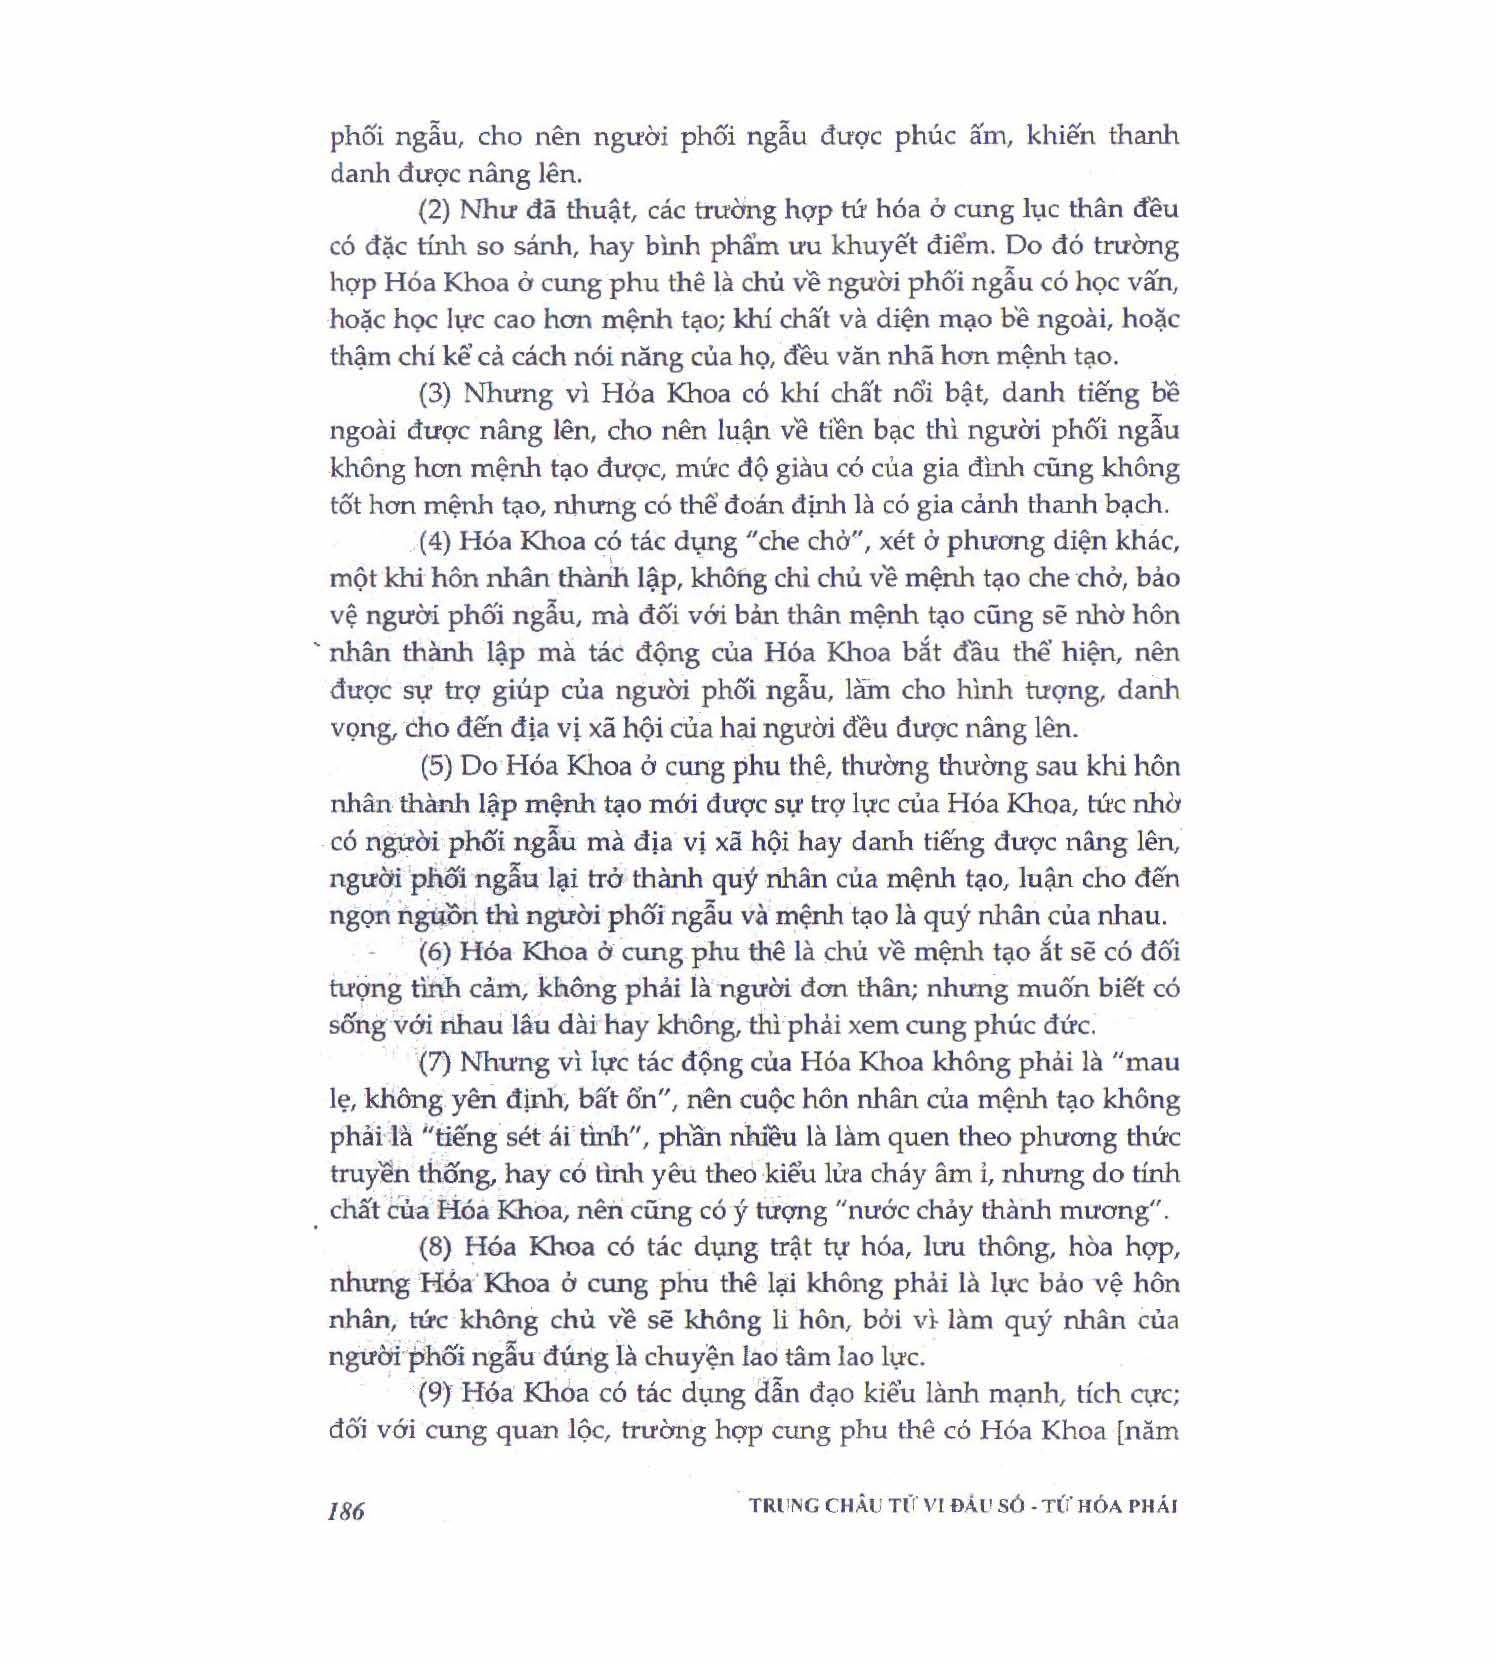 phối ngẫu, cho nên người phối ngẫu được phúc ấm, khiến thanh
danh được nâng lên.
(2) Như đã thuật, các trường hợp tứ hóa ở cung lục thân đều
có đặc tính so sánh, hay bình phẩm ưu khuyết điểm. Do đó trường
hợp Hóa Khoa ở cung phu thê là chủ về người phối ngẫu có học vấn,
hoặc học lực cao hơn mệnh tạo; khí chất và diện mạo bề ngoài, hoặc
thậm chí kể cả cách nói năng của họ, đều văn nhã hơn mệnh tạo.
(3) Nhưng vì Hóa Khoa có khí chất nổi bật, danh tiếng bề
ngoài được nâng lên, cho nên luận về tiền bạc thì người phối ngẫu
không hơn mệnh tạo được, mức độ giàu có của gia đình cũng không
tốt hơn mệnh tạo, nhưng có thể đoán định là có gia cảnh thanh bạch.
(4) Hóa Khoa có tác dụng "che chở", xét ở phương diện khác,
một khi hôn nhân thành lập, không chỉ chủ về mệnh tạo che chở, bảo
vệ người phối ngẫu, mà đối với bản thân mệnh tạo cũng sẽ nhờ hôn
nhân thành lập mà tác động của Hóa Khoa bắt đầu thể hiện, nên
được sự trợ giúp của người phối ngẫu, làm cho hình tượng, danh
vọng, cho đến địa vị xã hội của hai người đều được nâng lên.
(5) Do Hóa Khoa ở cung phu thê, thường thường sau khi hôn
nhân thành lập mệnh tạo mới được sự trợ lực của Hóa Khoa, tức nhờ
có người phối ngẫu mà địa vị xã hội hay danh tiếng được nâng lên,
người phối ngẫu lại trở thành quý nhân của mệnh tạo, luận cho đến
ngọn nguồn thì người phối ngẫu và mệnh tạo là quý nhân của nhau.
(6) Hóa Khoa ở cung phu thê là chủ về mệnh tạo ắt sẽ có đối
tượng tình cảm, không phải là người đơn thân; nhưng muốn biết có
sống với nhau lâu dài hay không, thì phải xem cung phúc đức.
(7) Nhưng vì lực tác động của Hóa Khoa không phải là "mau
lẹ, không yên định, bất ổn", nên cuộc hôn nhân của mệnh tạo không
phải là "tiếng sét ái tình", phần nhiều là làm quen theo phương thức
truyền thống, hay có tình yêu theo kiểu lửa cháy âm ỉ, nhưng do tính
chất của Hóa Khoa, nên cũng có ý tượng "nước chảy thành mương".
(8) Hóa Khoa có tác dụng trật tự hóa, lưu thông, hòa hợp,
nhưng Hóa Khoa ở cung phu thê lại không phải là lực bảo vệ hôn
nhân, tức không chủ về sẽ không li hôn, bởi vì làm quý nhân của
người phối ngẫu đúng là chuyện lao tâm lao lực.
(9) Hóa Khoa có tác dụng dẫn đạo kiểu lành mạnh, tích cực;
đối với cung quan lộc, trường hợp cung phu thê có Hóa Khoa [năm
186 TRUNG CHÂU TỬ VI ĐẨU SỐ - TỨ HÓA PHÁI